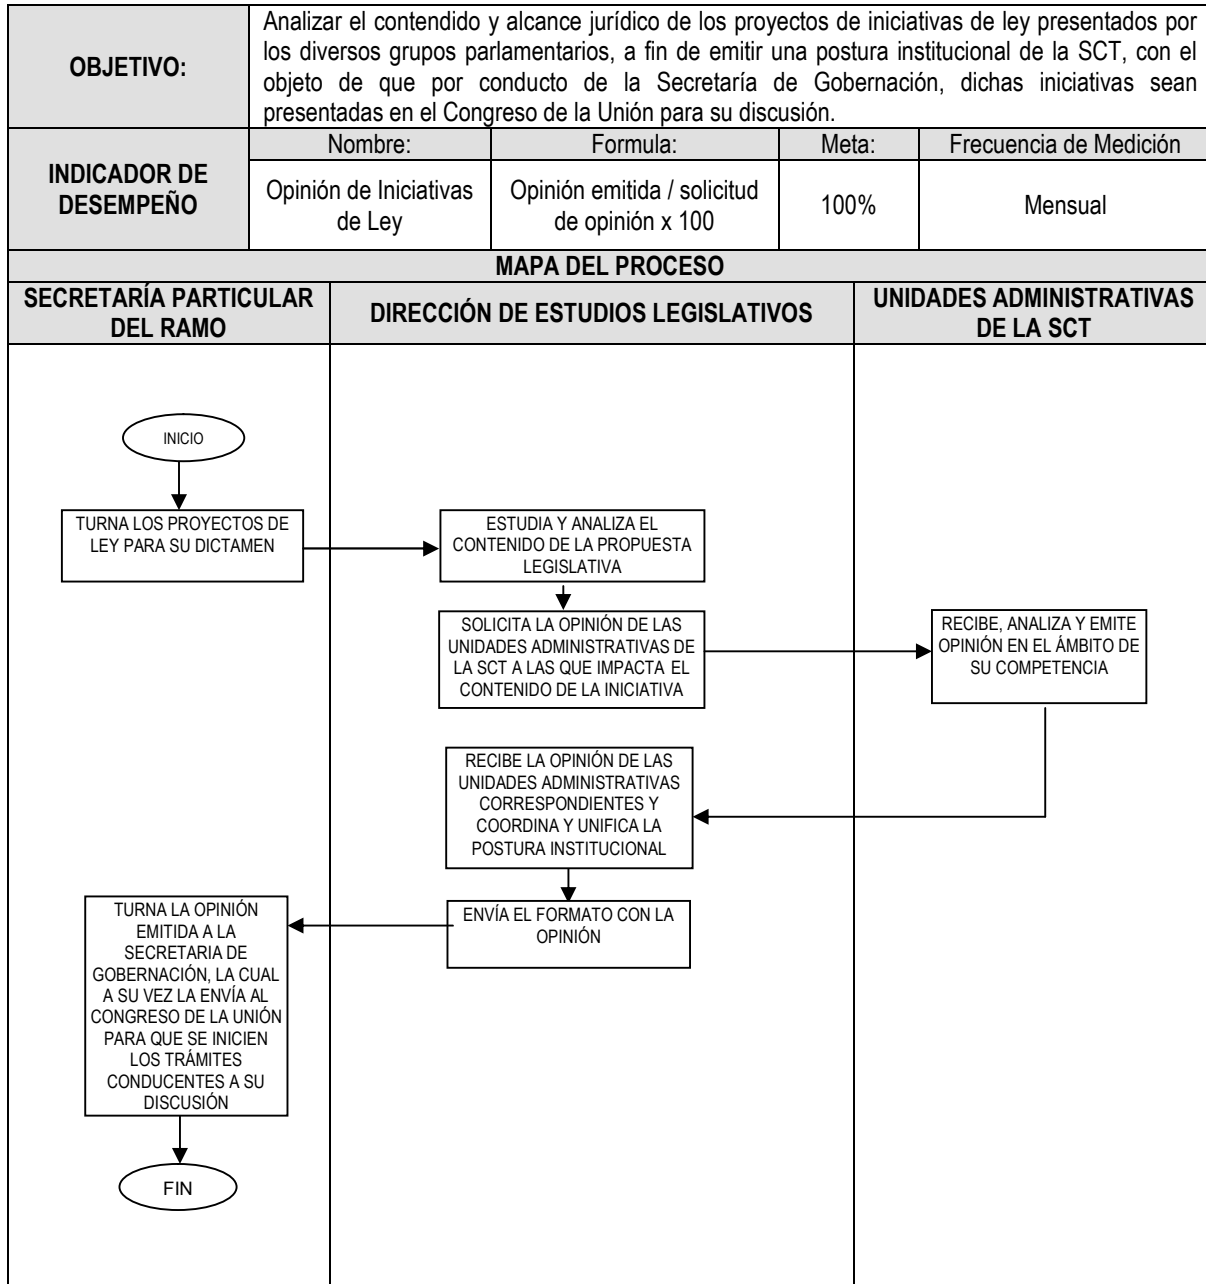 OBJETIVO:
Analizar el contendido y alcance jurídico de los proyectos de iniciativas de ley presentados por
los diversos grupos parlamentarios, a fin de emitir una postura institucional de la SCT, con el
objeto de que por conducto de la Secretaría de Gobernación, dichas iniciativas sean
presentadas en el Congreso de la Unión para su discusión.
INDICADOR DE
DESEMPEÑO
Nombre:
Formula:
Meta:
Frecuencia de Medición
Opinión de Iniciativas
de Ley
Opinión emitida / solicitud
de opinión x 100
100%
Mensual
MAPA DEL PROCESO
SECRETARÍA PARTICULAR
DEL RAMO
DIRECCIÓN DE ESTUDIOS LEGISLATIVOS
UNIDADES ADMINISTRATIVAS
DE LA SCT
INICIO
TURNA LOS PROYECTOS DE
LEY PARA SU DICTAMEN
ESTUDIA Y ANALIZA EL
CONTENIDO DE LA PROPUESTA
LEGISLATIVA
SOLICITA LA OPINIÓN DE LAS
UNIDADES ADMINISTRATIVAS DE
LA SCT A LAS QUE IMPACTA EL
CONTENIDO DE LA INICIATIVA
RECIBE, ANALIZA Y EMITE
OPINIÓN EN EL ÁMBITO DE
SU COMPETENCIA
RECIBE LA OPINIÓN DE LAS
UNIDADES ADMINISTRATIVAS
CORRESPONDIENTES Y
COORDINA Y UNIFICA LA
POSTURA INSTITUCIONAL
ENVÍA EL FORMATO CON LA
OPINIÓN
TURNA LA OPINIÓN
EMITIDA A LA
SECRETARIA DE
GOBERNACIÓN, LA CUAL
A SU VEZ LA ENVÍA AL
CONGRESO DE LA UNIÓN
PARA QUE SE INICIEN
LOS TRÁMITES
CONDUCENTES A SU
DISCUSIÓN
FIN